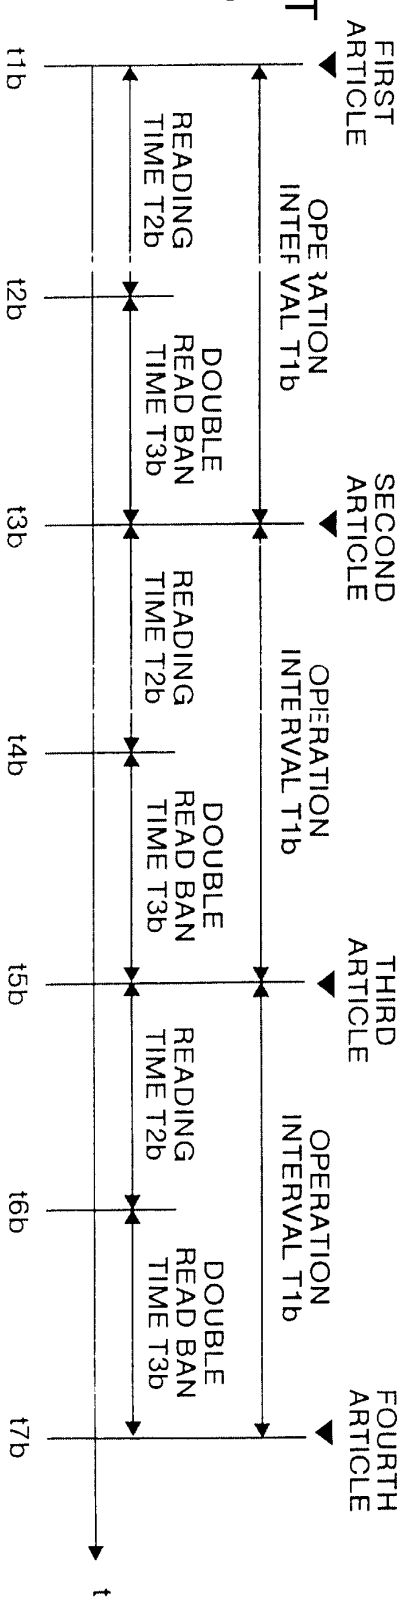 T
FIRST
ARTICLE
SECOND
ARTICLE
THIRD
ARTICLE
FOURTH
ARTICLE
OPERATION
INTERVAL T1b
OPERATION
INTERVAL T1b
OPERATION
INTERVAL T1b
READING
TIME T2b
DOUBLE
READ BAN
TIME T3b
READING
TIME T2b
DOUBLE
READ BAN
TIME T3b
READING
TIME T2b
DOUBLE
READ BAN
TIME T3b
t
t1b
t2b
t3b
t4b
t5b
t6b
t7b